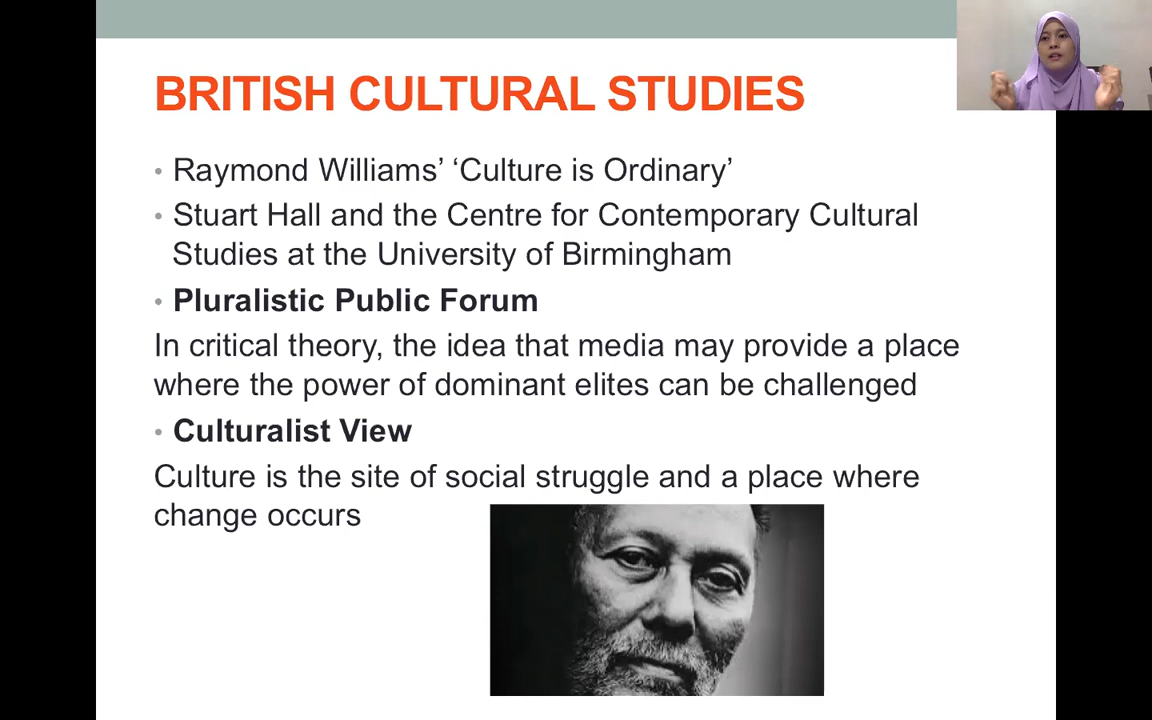 BRITISH CULTURAL STUDIES
• Raymond Williams’ ‘Culture is Ordinary’
• Stuart Hall and the Centre for Contemporary Cultural
Studies at the University of Birmingham
• Pluralistic Public Forum
In critical theory, the idea that media may provide a place
where the power of dominant elites can be challenged
• Culturalist View
Culture is the site of social struggle and a place where
change occurs